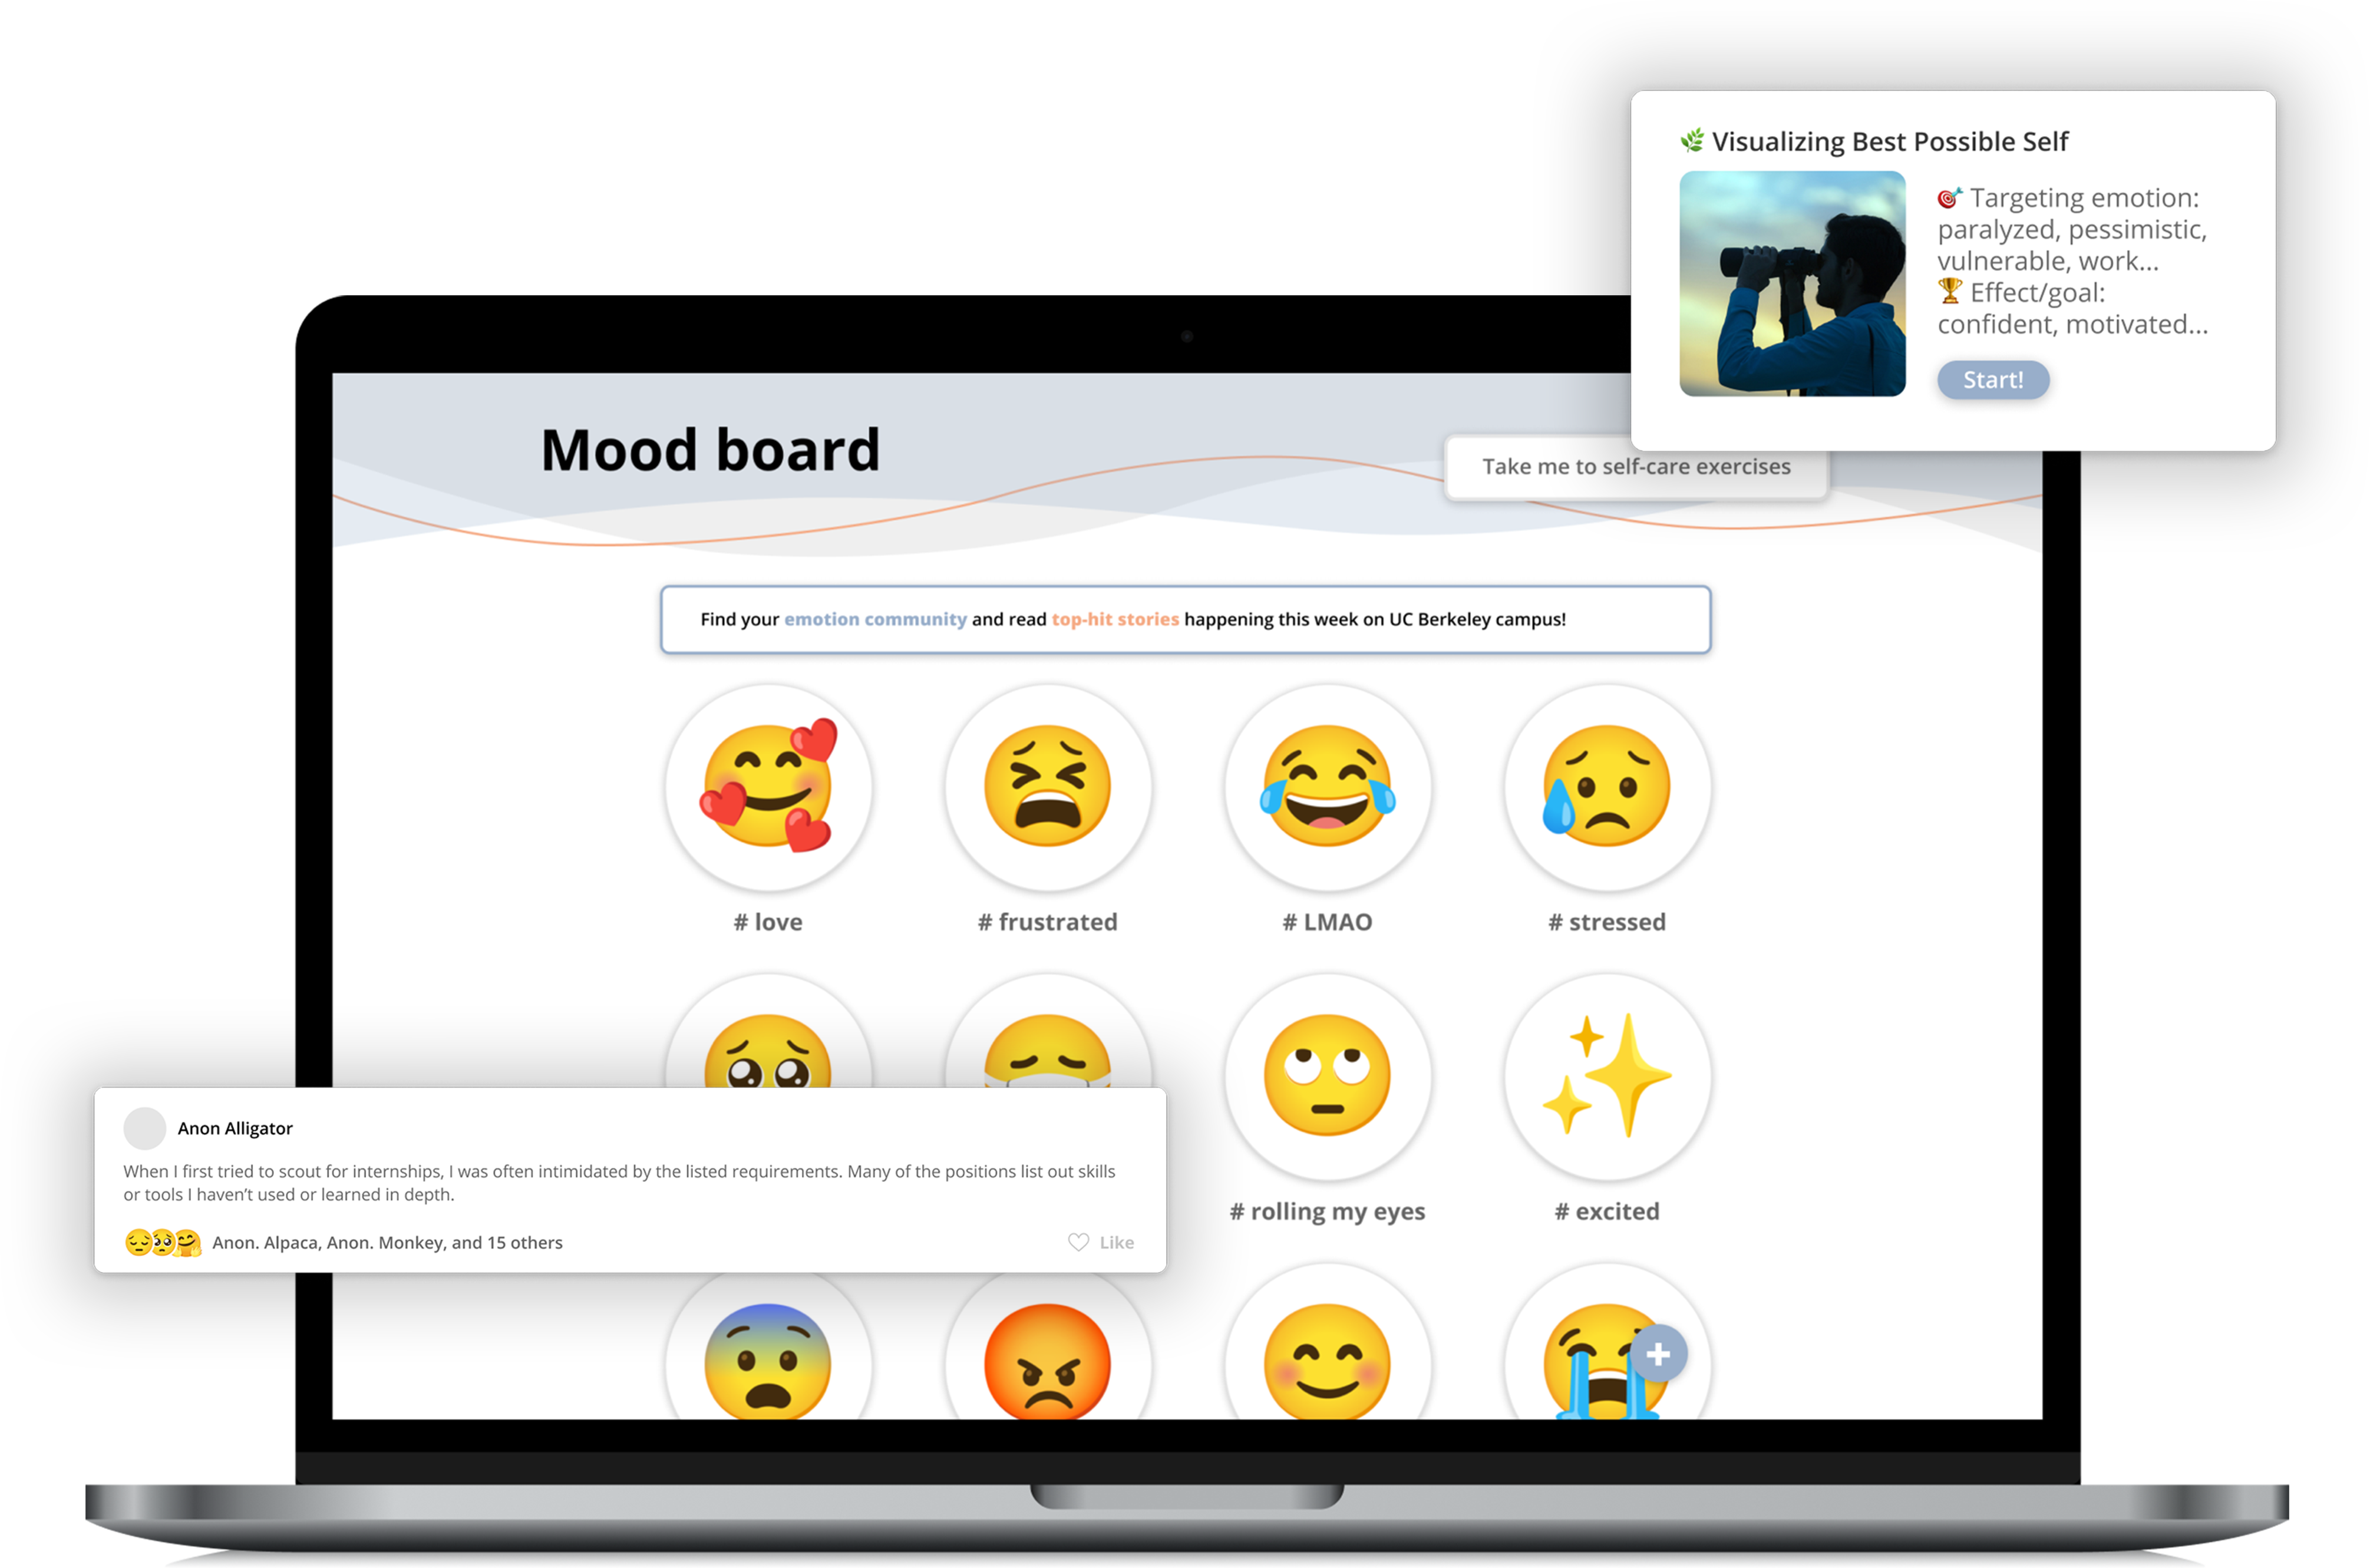 Visualizing Best Possible Self
Targeting emotion:
paralyzed, pessimistic,
vulnerable, work...
Effect/goal:
confident, motivated...
Start!
Mood board
Take me to self-care exercises
Find your emotion community and read top-hit stories happening this week on UC Berkeley campus!
# love
# frustrated
# LMAO
# stressed
Anon Alligator
When I first tried to scout for internships, I was often intimidated by the listed requirements. Many of the positions list out skills
or tools I haven’t used or learned in depth.
Anon. Alpaca, Anon. Monkey, and 15 others
Like
# rolling my eyes
# excited